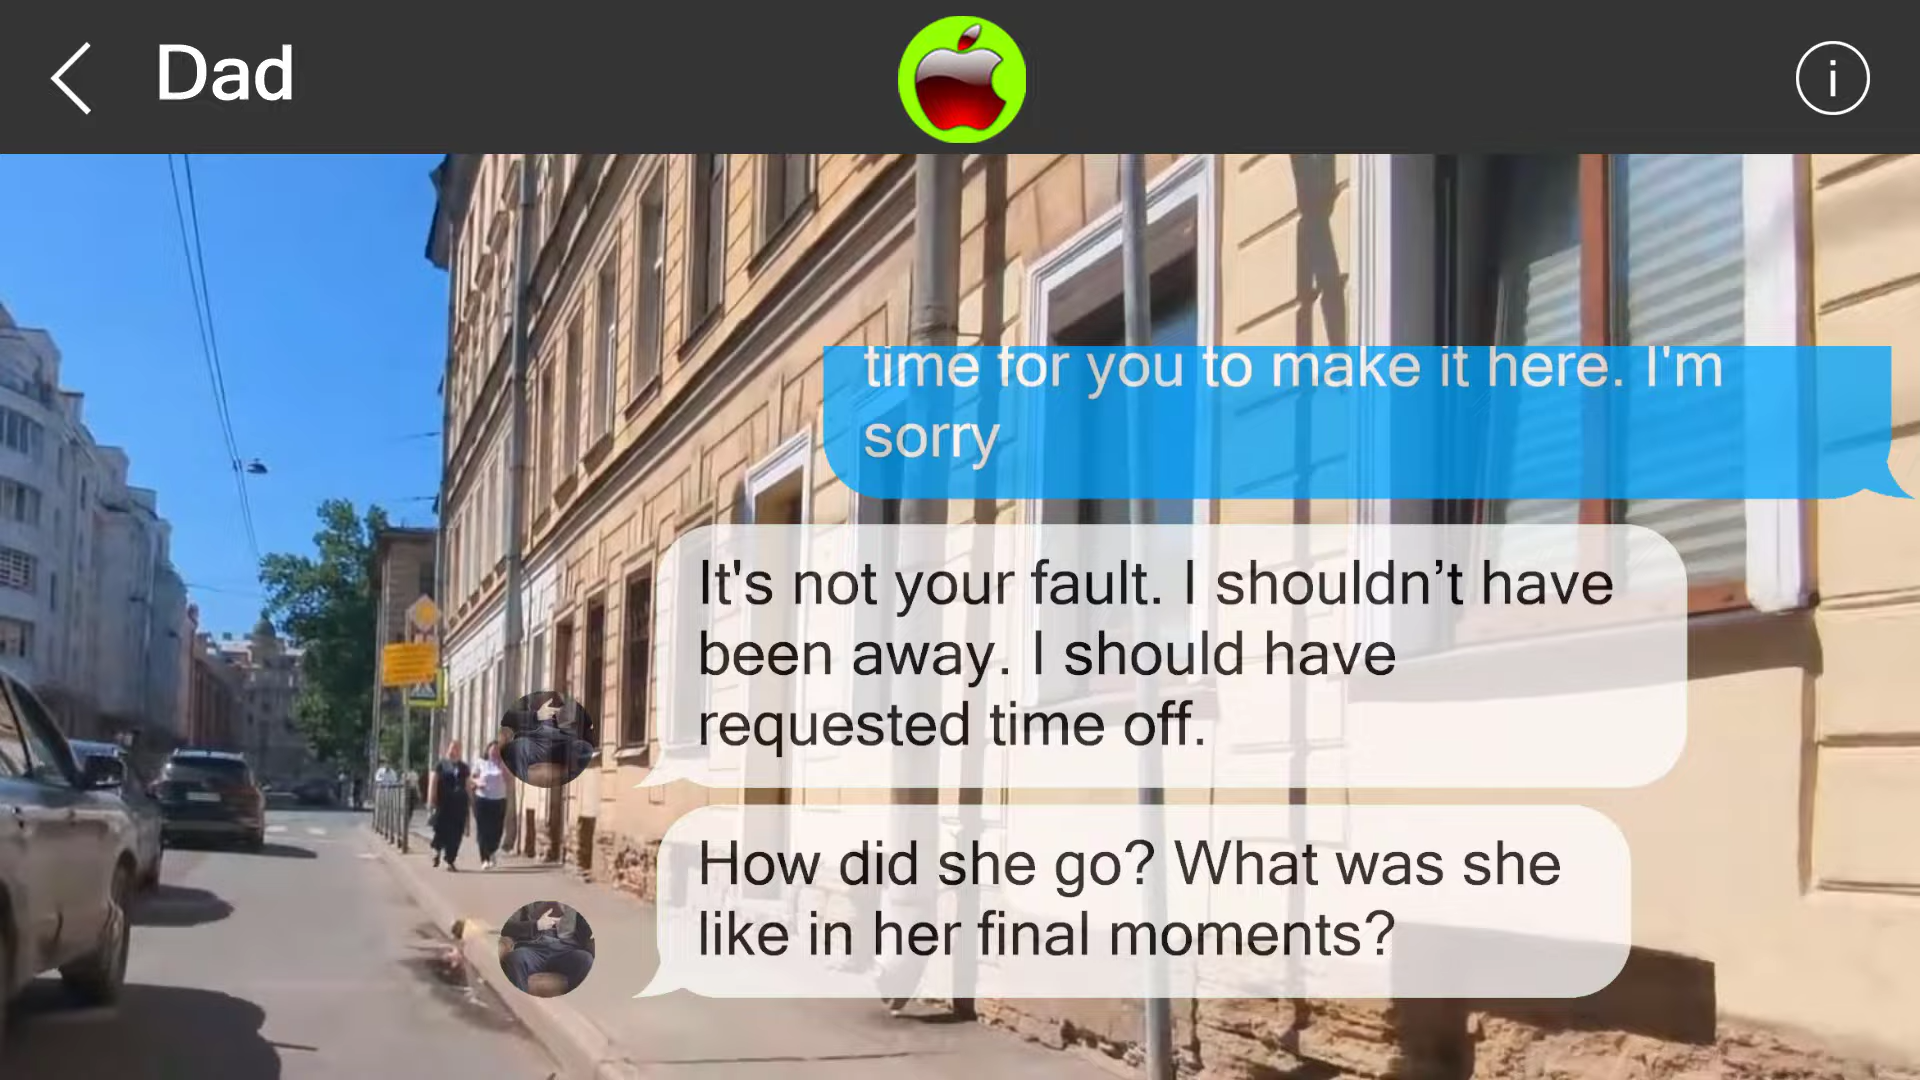 Dad
time for you to make it here. I'm
sorry
It's not your fault. I shouldn’t have
been away. I should have
requested time off.
How did she go? What was she
like in her final moments?